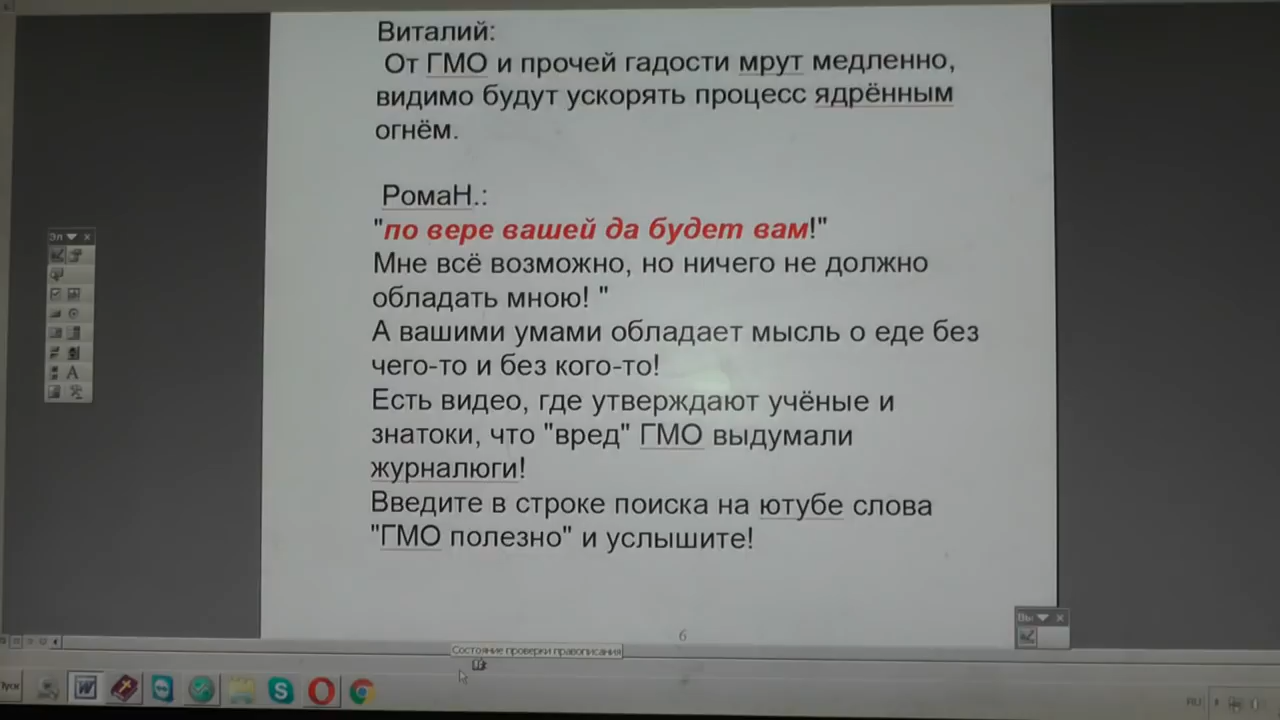 Виталий:
От ГМО и прочей гадости мрут медленно,
видимо будут ускорять процесс ядрённым
огнём.
РомаН.:
"по вере вашей да будет вам!"
Мне всё возможно, но ничего не должно
обладать мною! "
А вашими умами обладает мысль о еде без
чего-то и без кого-то!
Есть видео, где утверждают учёные и
знатоки, что "вред" ГМО выдумали
журналюги!
Введите в строке поиска на ютубе слова
"ГМО полезно" и услышите!
6
Эл
Вы
Состояние проверки правописания
RU